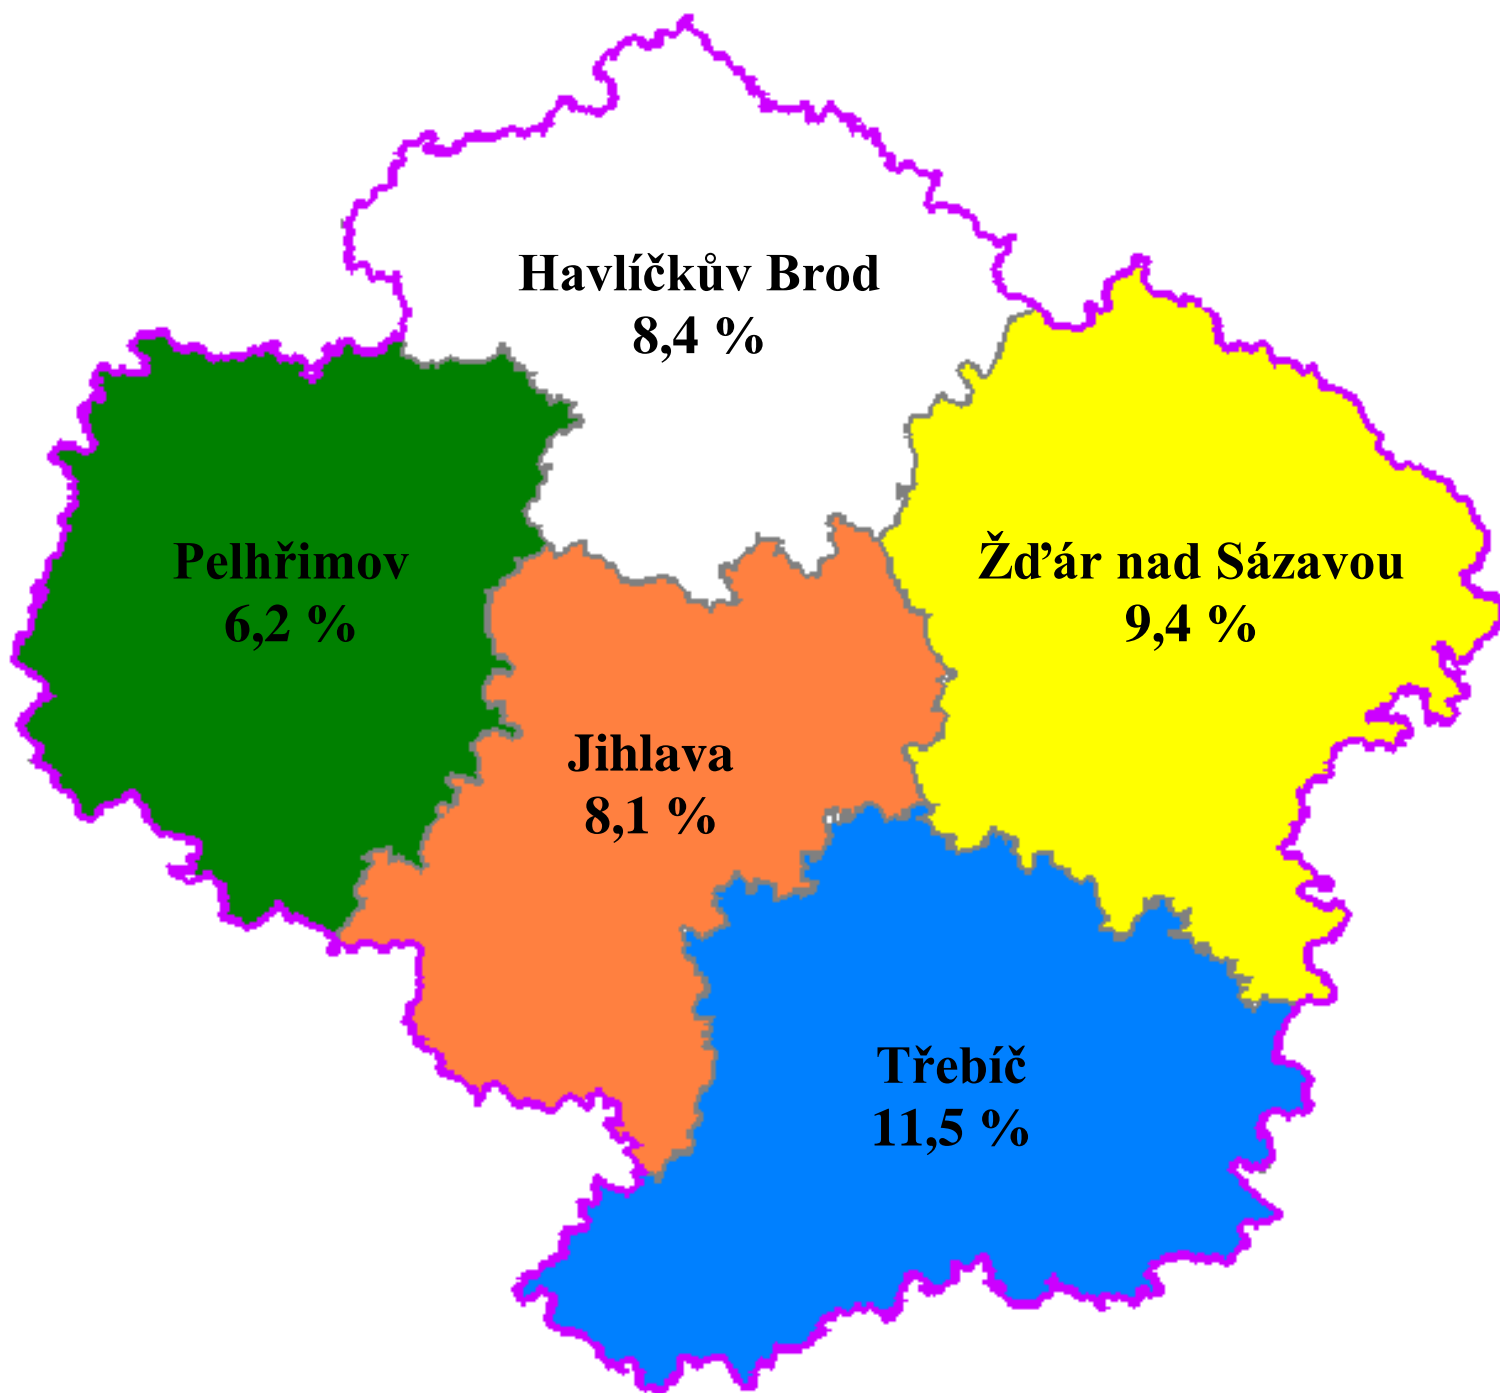 Havlíčkův Brod
8,4 %
Pelhřimov
6,2 %
Žďár nad Sázavou
9,4 %
Jihlava
8,1 %
Třebíč
11,5 %